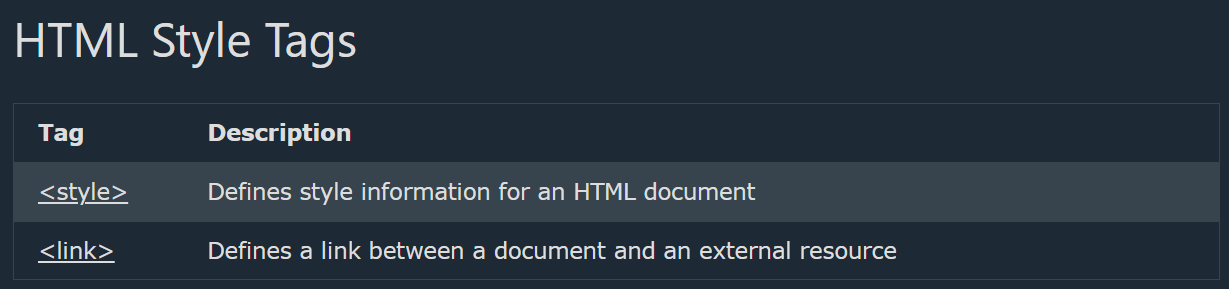 HTML Style Tags
Tag Description
<style> Defines style information for an HTML document
<link> Defines a link between a document and an external resource